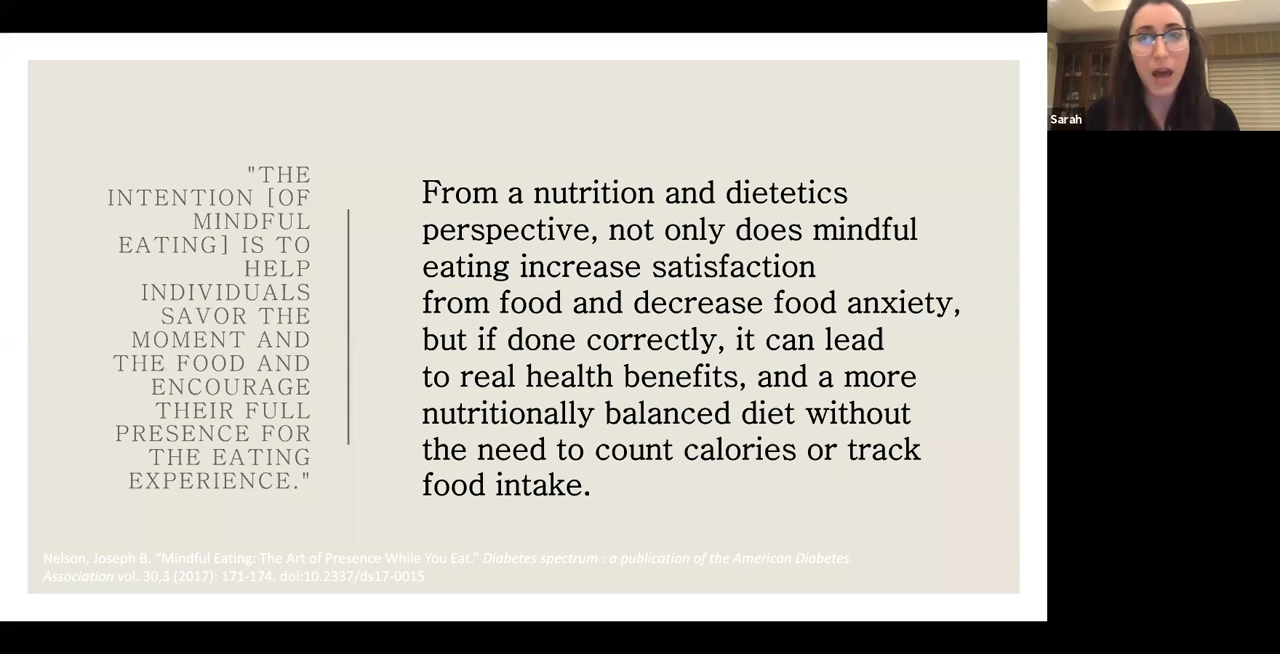 "THE
INTENTION [OF
MINDFUL
EATING] IS TO
HELP
INDIVIDUALS
SAVOR THE
MOMENT AND
THE FOOD AND
ENCOURAGE
THEIR FULL
PRESENCE FOR
THE EATING
EXPERIENCE."
From a nutrition and dietetics
perspective, not only does mindful
eating increase satisfaction
from food and decrease food anxiety,
but if done correctly, it can lead
to real health benefits, and a more
nutritionally balanced diet without
the need to count calories or track
food intake.
Nelson, Joseph B. "Mindful Eating: The Art of Presence While You Eat." Diabetes spectrum : a publication of the American Diabetes
Association vol. 30,3 (2017): 171-174. doi:10.2337/ds17-0015
Sarah